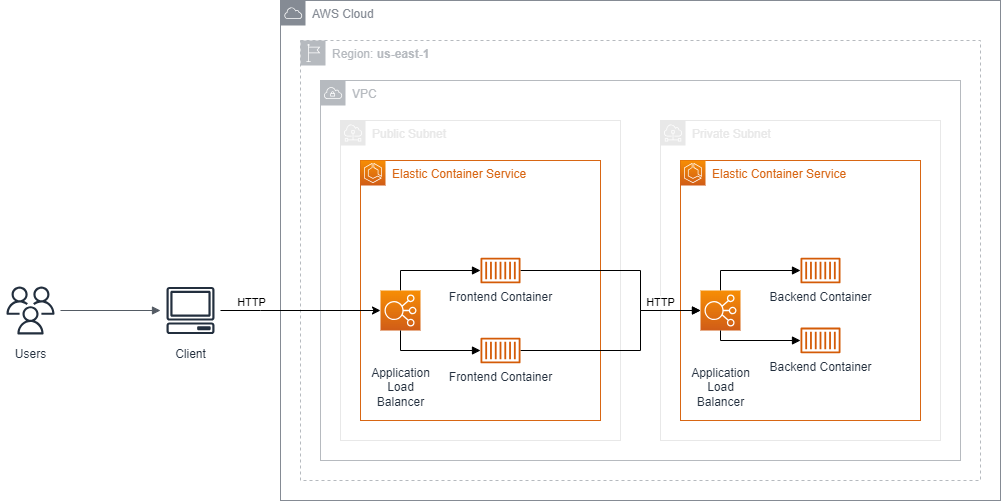 AWS Cloud
Region: us-east-1
VPC
Public Subnet
Private Subnet
Elastic Container Service
Elastic Container Service
Users
Client
HTTP
Application
Load
Balancer
Frontend Container
Frontend Container
HTTP
Application
Load
Balancer
Backend Container
Backend Container